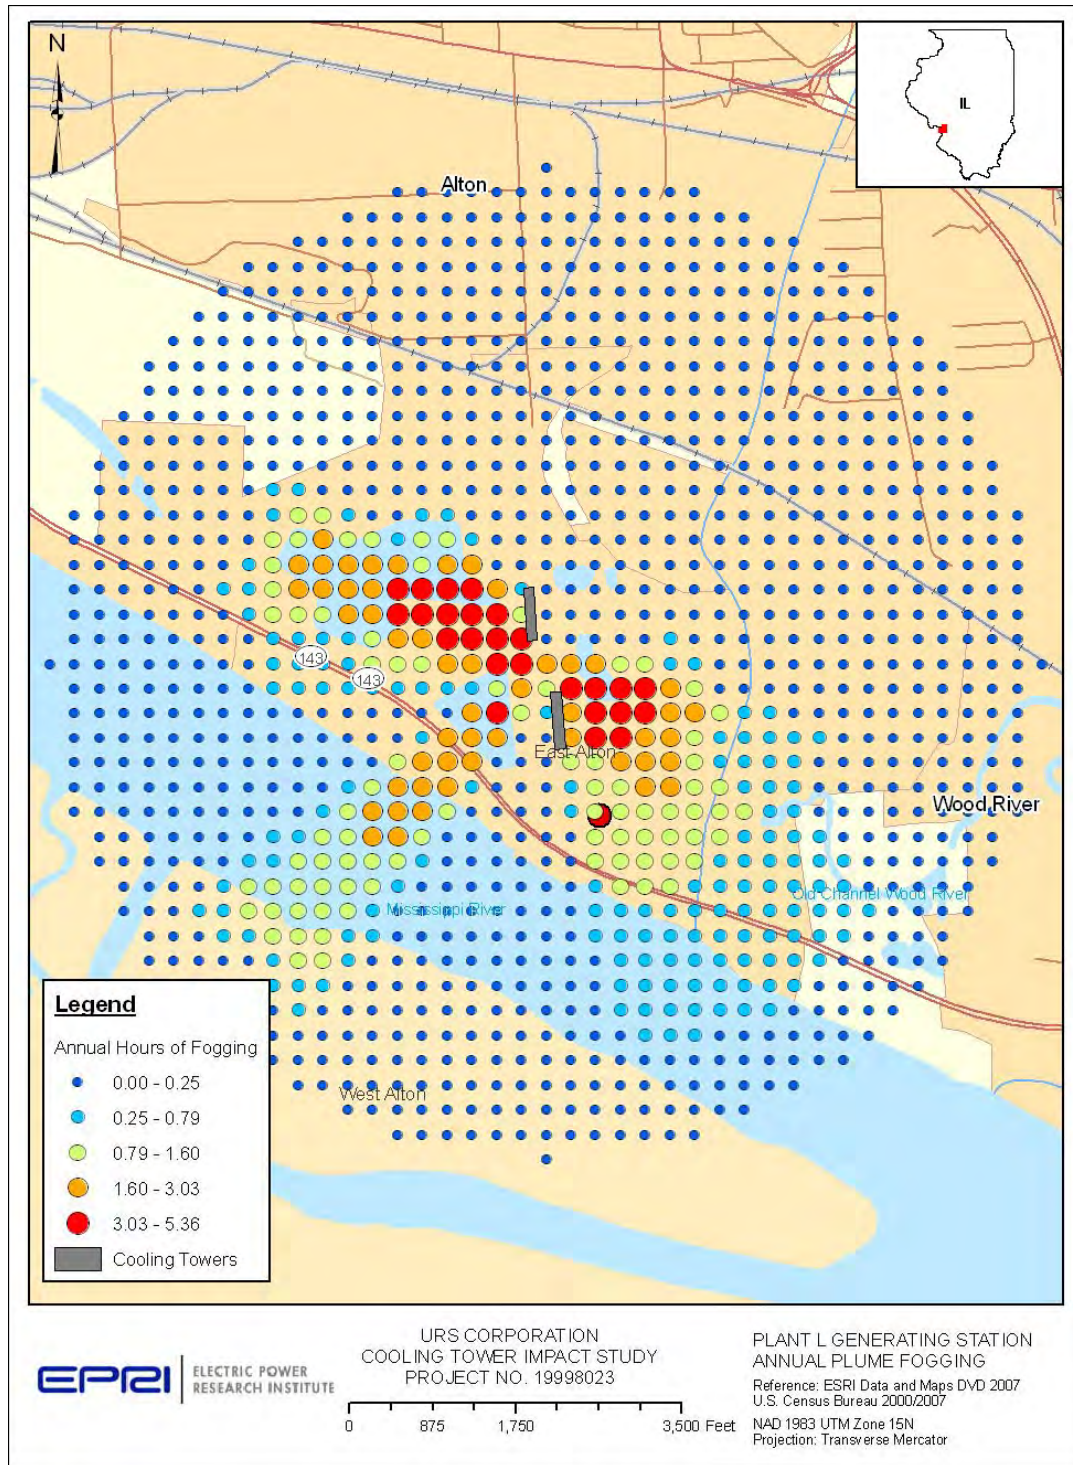 N
IL
Alton
143
143
East Alton
Wood River
Old Channel Wood River
Mississippi River
West Alton
Legend
Annual Hours of Fogging
0.00 - 0.25
0.25 - 0.79
0.79 - 1.60
1.60 - 3.03
3.03 - 5.36
Cooling Towers
EPRI
ELECTRIC POWER
RESEARCH INSTITUTE
URS CORPORATION
COOLING TOWER IMPACT STUDY
PROJECT NO. 19998023
0 875 1,750 3,500 Feet
PLANT L GENERATING STATION
ANNUAL PLUME FOGGING
Reference: ESRI Data and Maps DVD 2007
U.S. Census Bureau 2000/2007
NAD 1983 UTM Zone 15N
Projection: Transverse Mercator